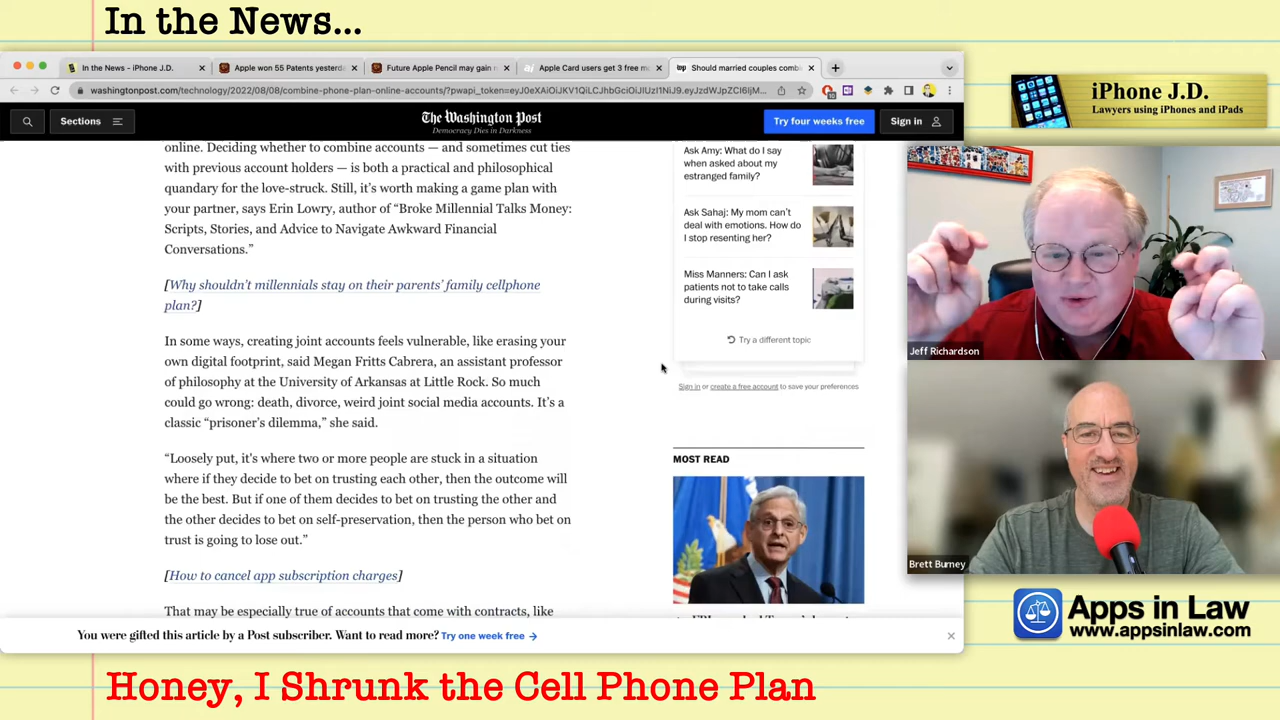 In the News...
In the News - iPhone J.D.
Apple won 55 Patents yesterd
Future Apple Pencil may gain
Apple Card users get 3 free m
Should married couples comb
washingtonpost.com/technology/2022/08/08/combine-phone-plan-online-accounts/?pwapi_token=eyJ0eXAiOiJKV1QiLCJhbGciOiJIUzI1NiJ9.eyJzdWJpZCI6IjM...
Sections
The Washington Post
Democracy Dies in Darkness
Try four weeks free
Sign in
online. Deciding whether to combine accounts — and sometimes cut ties
with previous account holders — is both a practical and philosophical
quandary for the love-struck. Still, it's worth making a game plan with
your partner, says Erin Lowry, author of “Broke Millennial Talks Money:
Scripts, Stories, and Advice to Navigate Awkward Financial
Conversations.”
[Why shouldn't millennials stay on their parents' family cellphone
plan?]
In some ways, creating joint accounts feels vulnerable, like erasing your
own digital footprint, said Megan Fritts Cabrera, an assistant professor
of philosophy at the University of Arkansas at Little Rock. So much
could go wrong: death, divorce, weird joint social media accounts. It's a
classic “prisoner's dilemma,” she said.
“Loosely put, it's where two or more people are stuck in a situation
where if they decide to bet on trusting each other, then the outcome will
be the best. But if one of them decides to bet on trusting the other and
the other decides to bet on self-preservation, then the person who bet on
trust is going to lose out.”
[How to cancel app subscription charges]
That may be especially true of accounts that come with contracts, like
Ask Amy: What do I say
when asked about my
estranged family?
Ask Sahaj: My mom can't
deal with emotions. How do
I stop resenting her?
Miss Manners: Can I ask
patients not to take calls
during visits?
Try a different topic
Sign in or create a free account to save your preferences
MOST READ
You were gifted this article by a Post subscriber. Want to read more? Try one week free →
iPhone J.D.
Lawyers using iPhones and iPads
Jeff Richardson
Brett Burney
Apps in Law
www.appsinlaw.com
Honey, I Shrunk the Cell Phone Plan